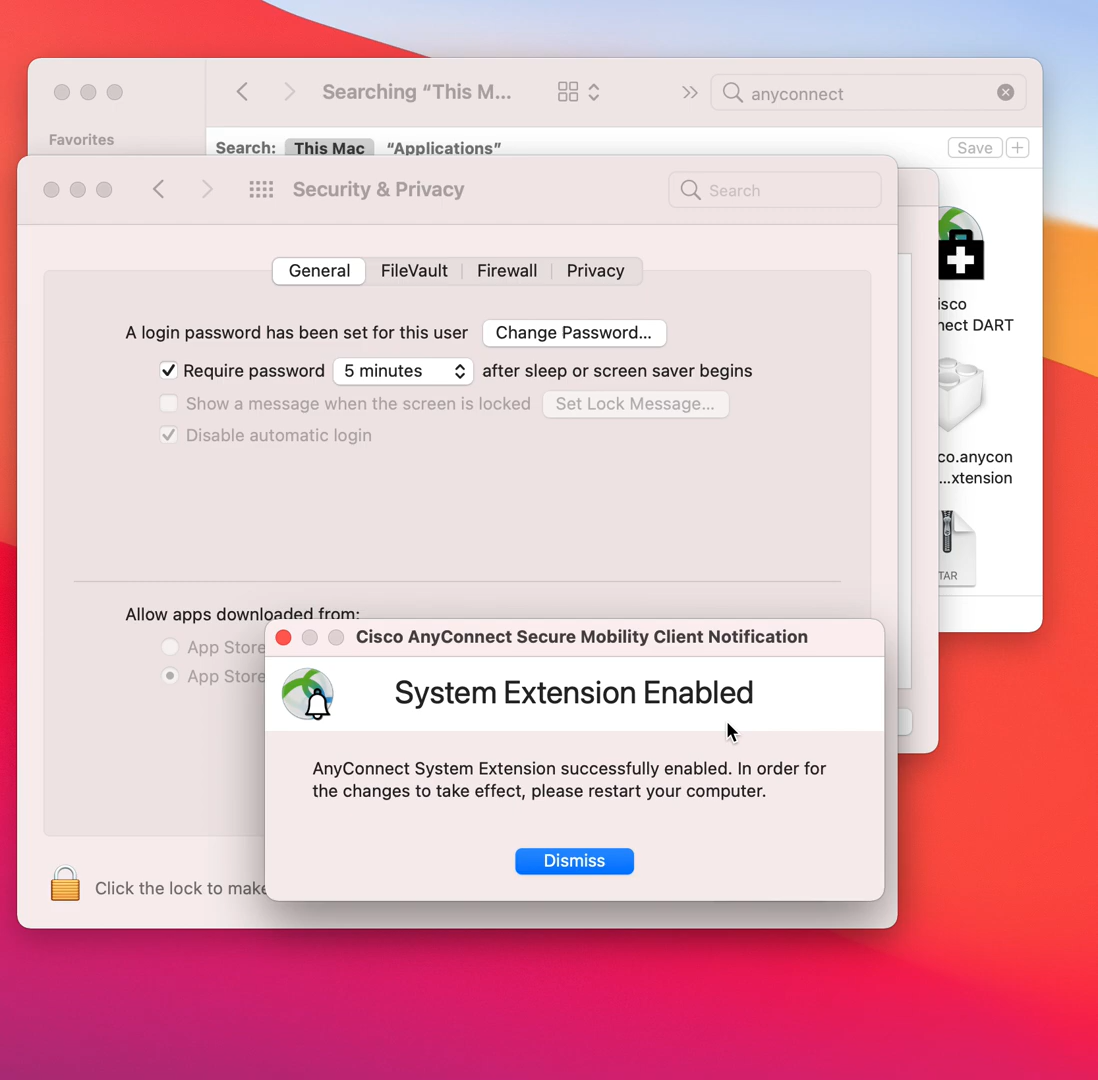 Searching “This M...
anyconnect
Favorites
Search: This Mac “Applications” Save +
Security & Privacy
Search
General FileVault Firewall Privacy
A login password has been set for this user Change Password...
Require password 5 minutes after sleep or screen saver begins
Show a message when the screen is locked Set Lock Message...
Disable automatic login
Allow apps downloaded from:
App Store
App Store
Click the lock to make
isco
nect DART
co.anycon
...xtension
TAR
Cisco AnyConnect Secure Mobility Client Notification
System Extension Enabled
AnyConnect System Extension successfully enabled. In order for
the changes to take effect, please restart your computer.
Dismiss